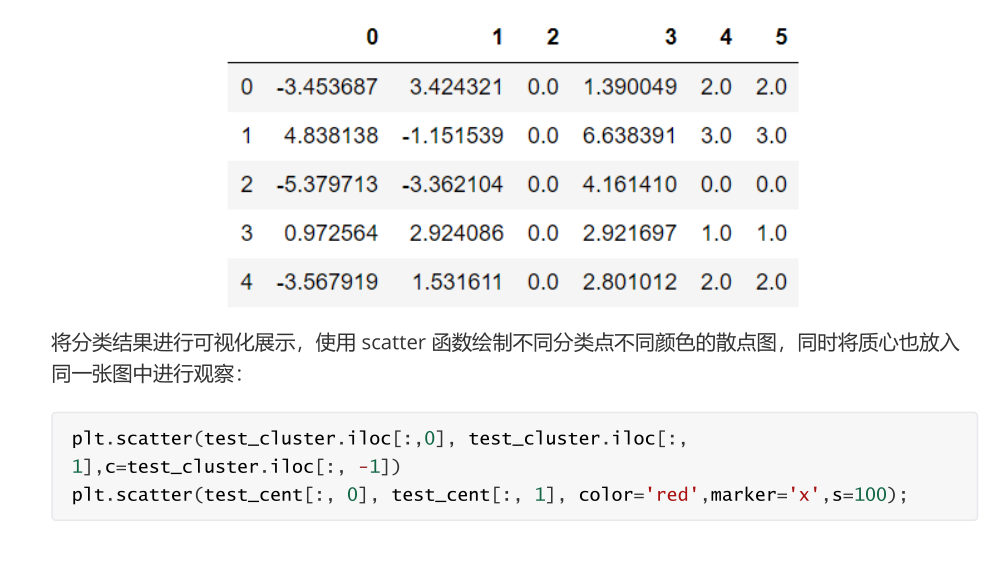 0 1 2 3 4 5
0 -3.453687 3.424321 0.0 1.390049 2.0 2.0
1 4.838138 -1.151539 0.0 6.638391 3.0 3.0
2 -5.379713 -3.362104 0.0 4.161410 0.0 0.0
3 0.972564 2.924086 0.0 2.921697 1.0 1.0
4 -3.567919 1.531611 0.0 2.801012 2.0 2.0
将分类结果进行可视化展示，使用 scatter 函数绘制不同分类点不同颜色的散点图，同时将质心也放入
同一张图中进行观察：
plt.scatter(test_cluster.iloc[:,0], test_cluster.iloc[:,
1],c=test_cluster.iloc[:, -1])
plt.scatter(test_cent[:, 0], test_cent[:, 1], color='red',marker='x',s=100);